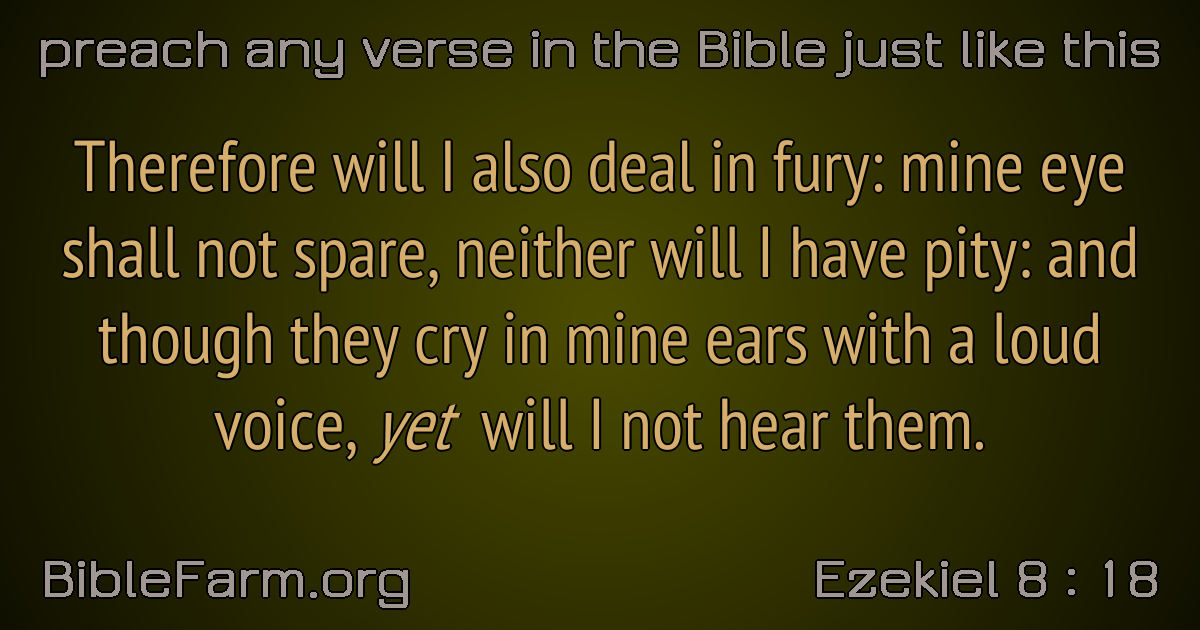 preach any verse in the Bible just like this
Therefore will I also deal in fury: mine eye
shall not spare, neither will I have pity: and
though they cry in mine ears with a loud
voice, yet will I not hear them.
BibleFarm.org
Ezekiel 8 : 18